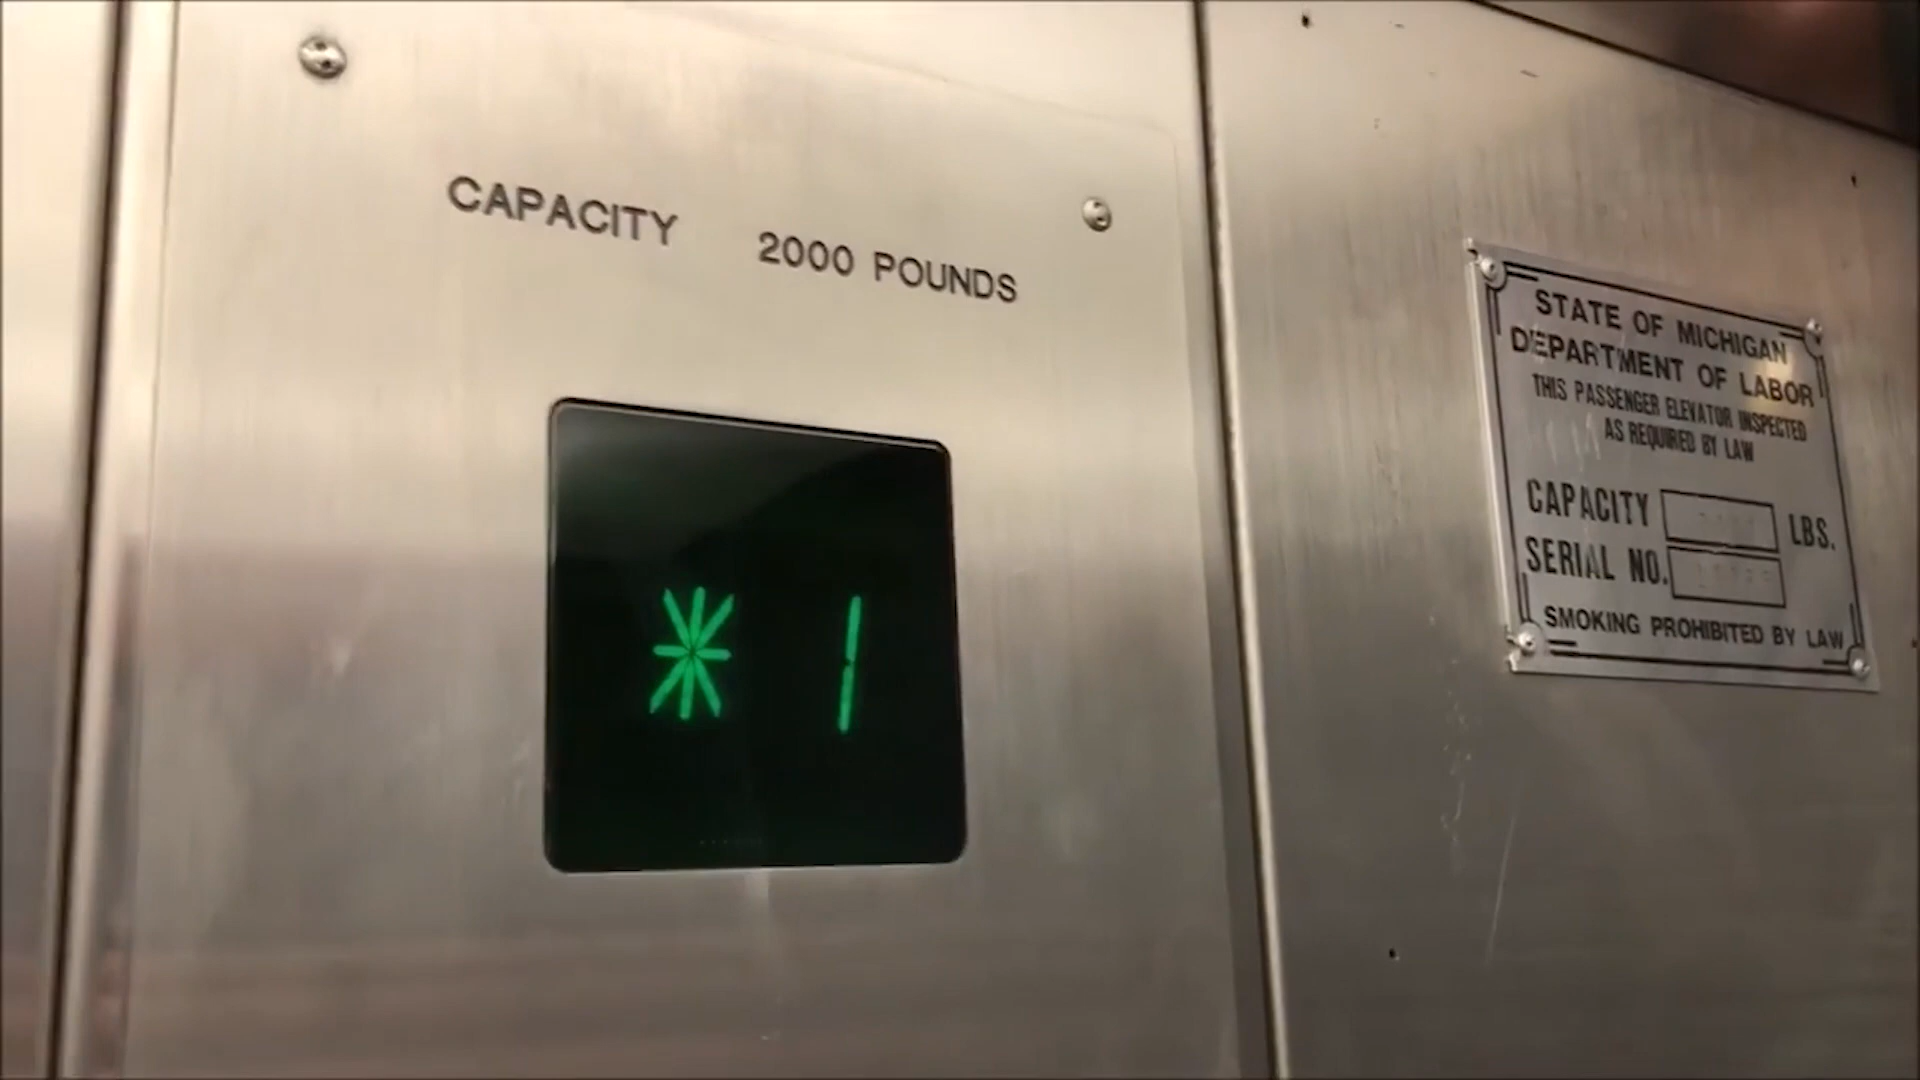 CAPACITY 2000 POUNDS
* 1
STATE OF MICHIGAN
DEPARTMENT OF LABOR
THIS PASSENGER ELEVATOR INSPECTED
AS REQUIRED BY LAW
CAPACITY LBS.
SERIAL NO.
SMOKING PROHIBITED BY LAW